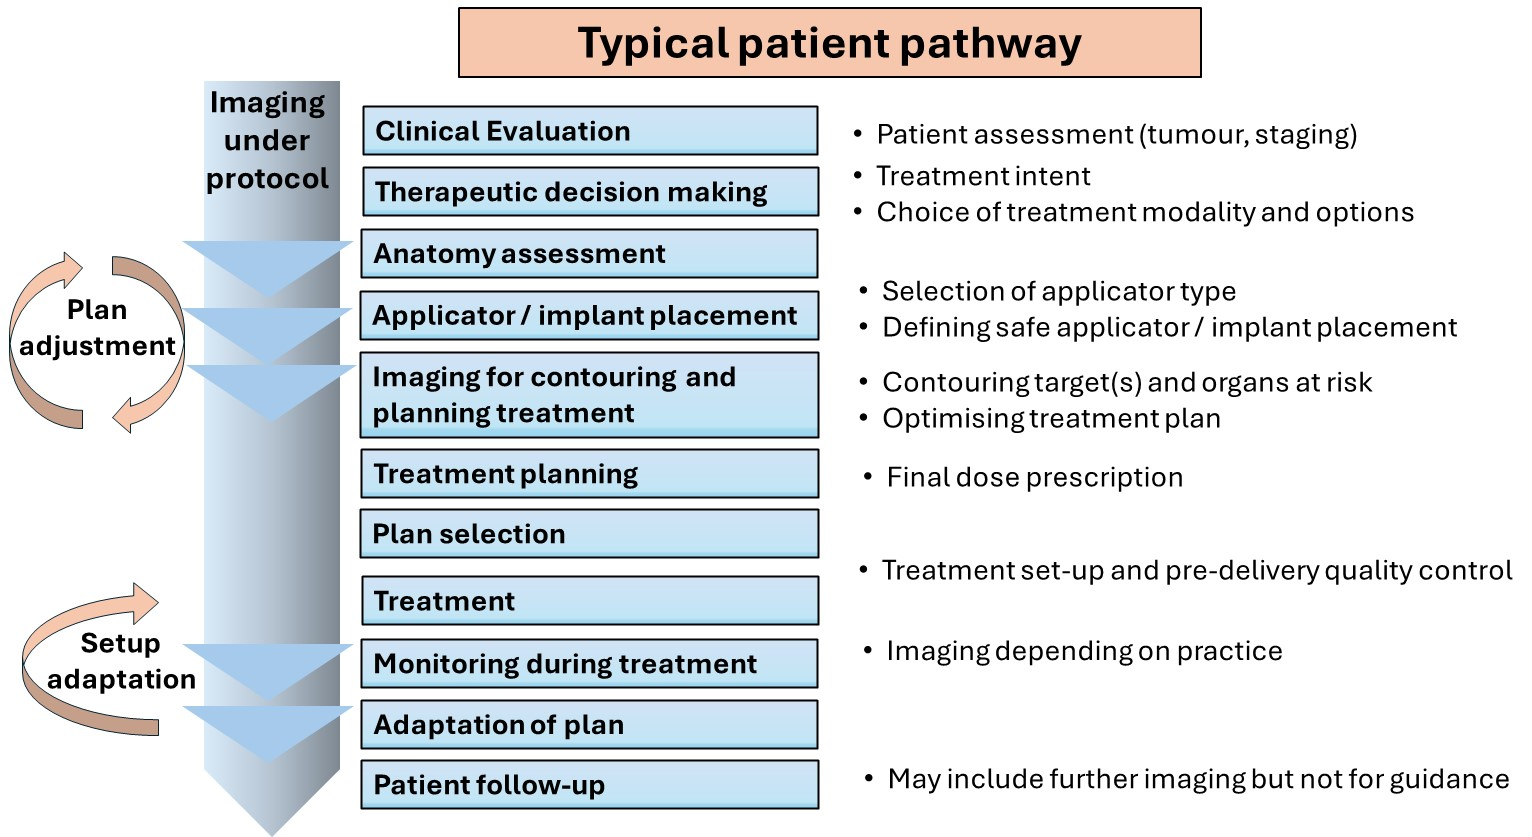 Typical patient pathway
Imaging
under
protocol
Clinical Evaluation
• Patient assessment (tumour, staging)
Therapeutic decision making
• Treatment intent
• Choice of treatment modality and options
Anatomy assessment
Plan
adjustment
Applicator / implant placement
• Selection of applicator type
• Defining safe applicator / implant placement
Imaging for contouring and
planning treatment
• Contouring target(s) and organs at risk
• Optimising treatment plan
Treatment planning
• Final dose prescription
Plan selection
• Treatment set-up and pre-delivery quality control
Treatment
Setup
adaptation
Monitoring during treatment
• Imaging depending on practice
Adaptation of plan
Patient follow-up
• May include further imaging but not for guidance